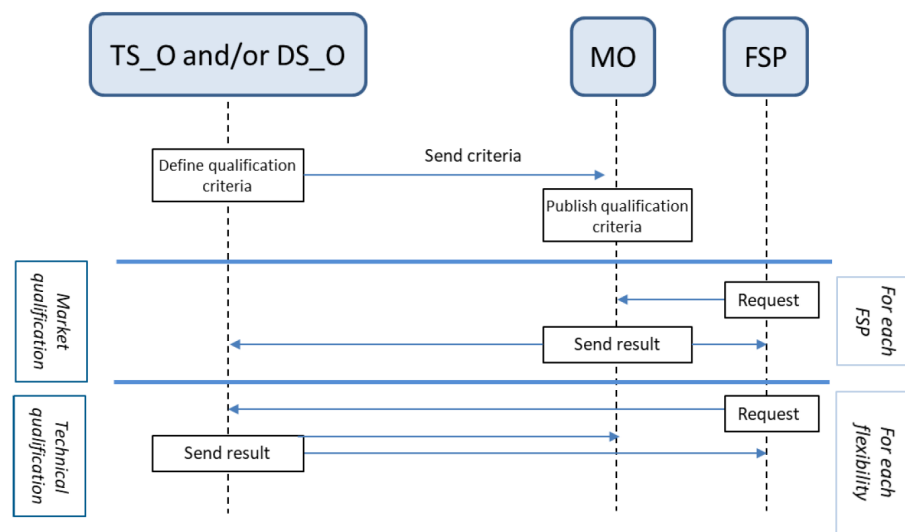 TS_O and/or DS_O
MO
FSP
Send criteria
Define qualification
criteria
Publish qualification
criteria
Market
qualification
Request
For each
FSP
Send result
Technical
qualification
Request
For each
flexibility
Send result